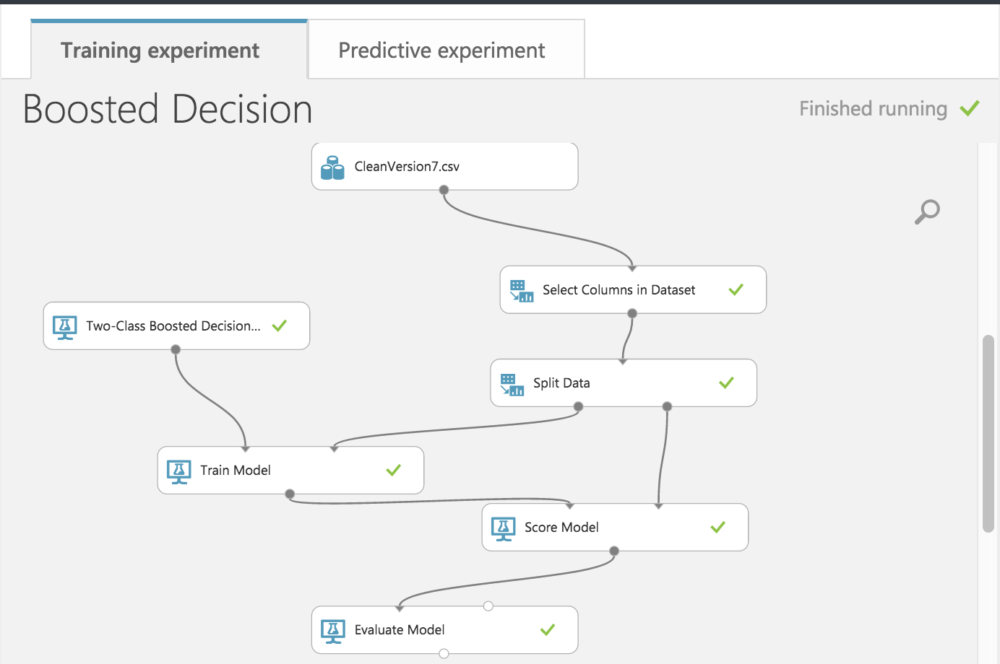 Training experiment
Predictive experiment
Boosted Decision
Finished running
CleanVersion7.csv
Select Columns in Dataset
Two-Class Boosted Decision...
Split Data
Train Model
Score Model
Evaluate Model